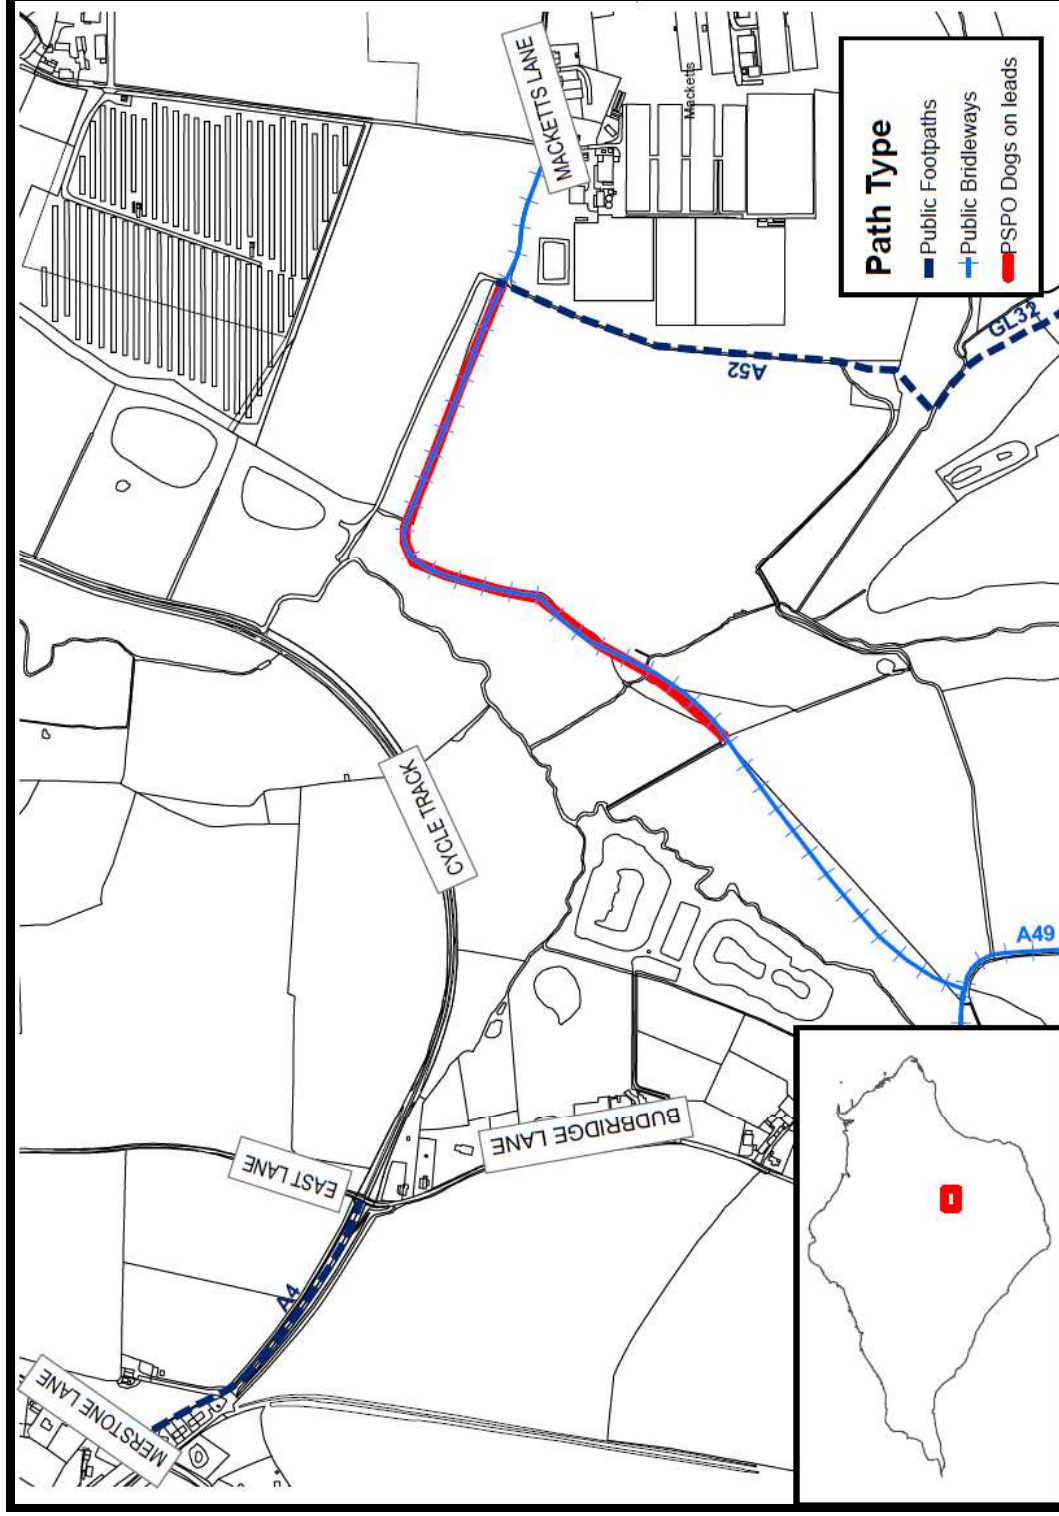 MERSTONE LANE
A4
EAST LANE
BUDBRIDGE LANE
CYCLE TRACK
MACKETTS LANE
Macketts
A52
GL32
A49
Path Type
Public Footpaths
Public Bridleways
PSPO Dogs on leads